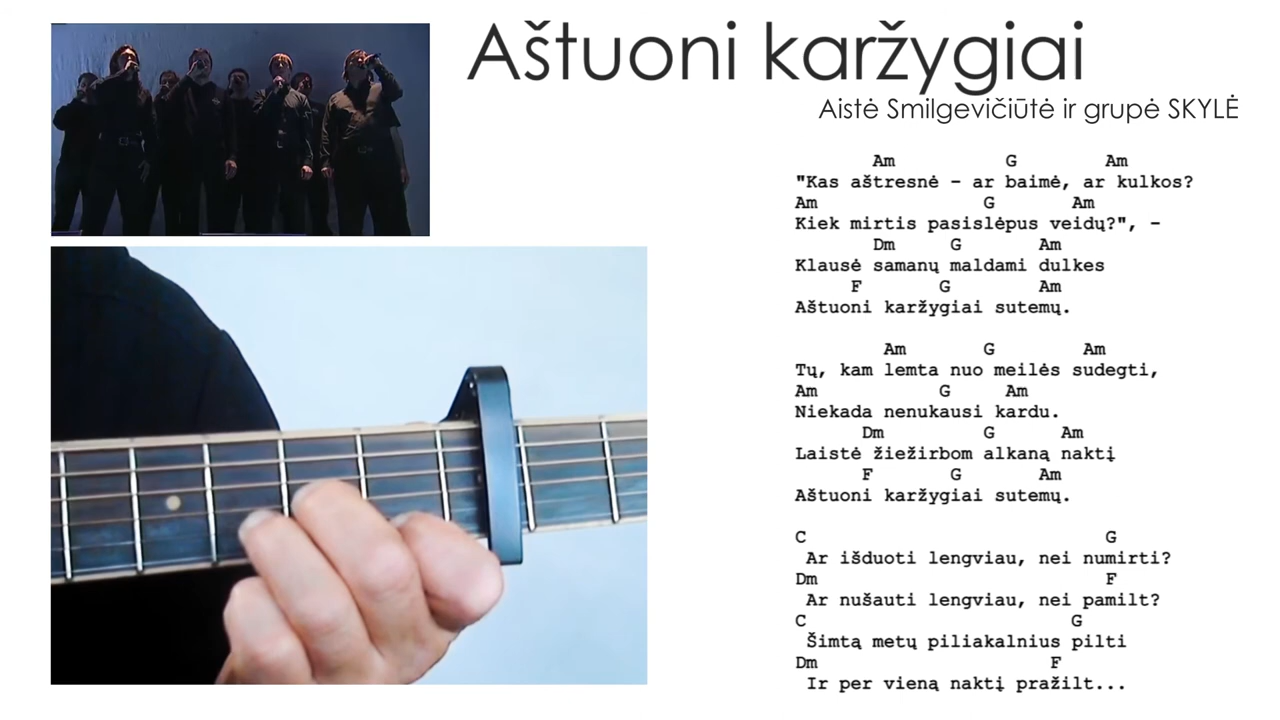 Aštuoni karžygiai
Aistė Smilgevičiūtė ir grupė SKYLĖ
Am G Am
"Kas aštresnė – ar baimė, ar kulkos?
Am G Am
Kiek mirtis pasislėpus veidų?", –
Dm G Am
Klausė samanų maldami dulkes
F G Am
Aštuoni karžygiai sutemų.
Am G Am
Tų, kam lemta nuo meilės sudegti,
Am G Am
Niekada nenukausi kardu.
Dm G Am
Laistė žiežirbom alkaną naktį
F G Am
Aštuoni karžygiai sutemų.
C G
Ar išduoti lengviau, nei numirti?
Dm F
Ar nušauti lengviau, nei pamilt?
C G
Šimtą metų piliakalnius pilti
Dm F
Ir per vieną naktį pražilt...